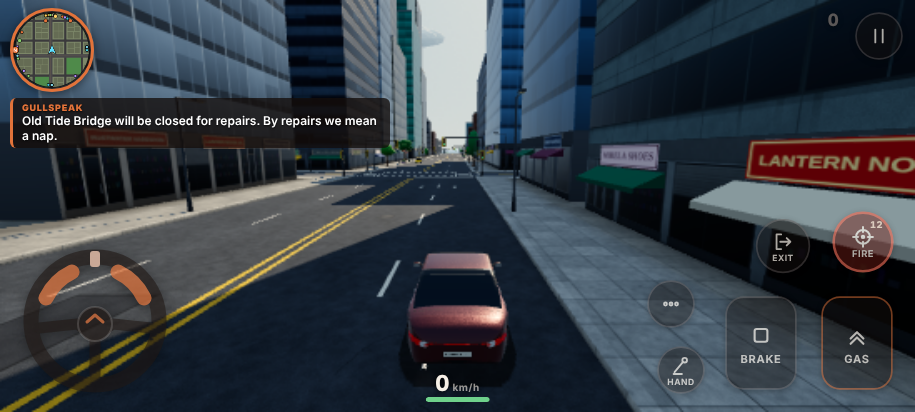 0
GULLSPEAK
Old Tide Bridge will be closed for repairs. By repairs we mean
a nap.
LANTERN NO
12
FIRE
EXIT
BRAKE
GAS
HAND
0 km/h